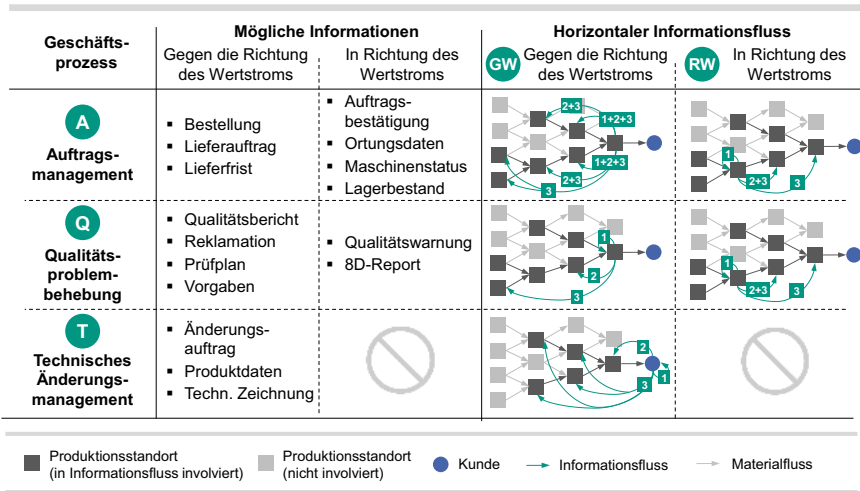 Geschäfts-
prozess
Mögliche Informationen
Horizontaler Informationsfluss
Gegen die Richtung
des Wertstroms
In Richtung des
Wertstroms
GW
Gegen die Richtung
des Wertstroms
RW
In Richtung des
Wertstroms
A
Auftrags-
management
▪ Bestellung
▪ Lieferauftrag
▪ Lieferfrist
▪ Auftrags-
bestätigung
▪ Ortungsdaten
▪ Maschinenstatus
▪ Lagerbestand
2+3
1+2+3
1+2+3
2+3
3
1
2+3
3
Q
Qualitäts-
problem-
behebung
▪ Qualitätsbericht
▪ Reklamation
▪ Prüfplan
▪ Vorgaben
▪ Qualitätswarnung
▪ 8D-Report
1
2
3
1
2+3
3
T
Technisches
Änderungs-
management
▪ Änderungs-
auftrag
▪ Produktdaten
▪ Techn. Zeichnung
2
1
3
Produktionsstandort
(in Informationsfluss involviert)
Produktionsstandort
(nicht involviert)
Kunde
Informationsfluss
Materialfluss